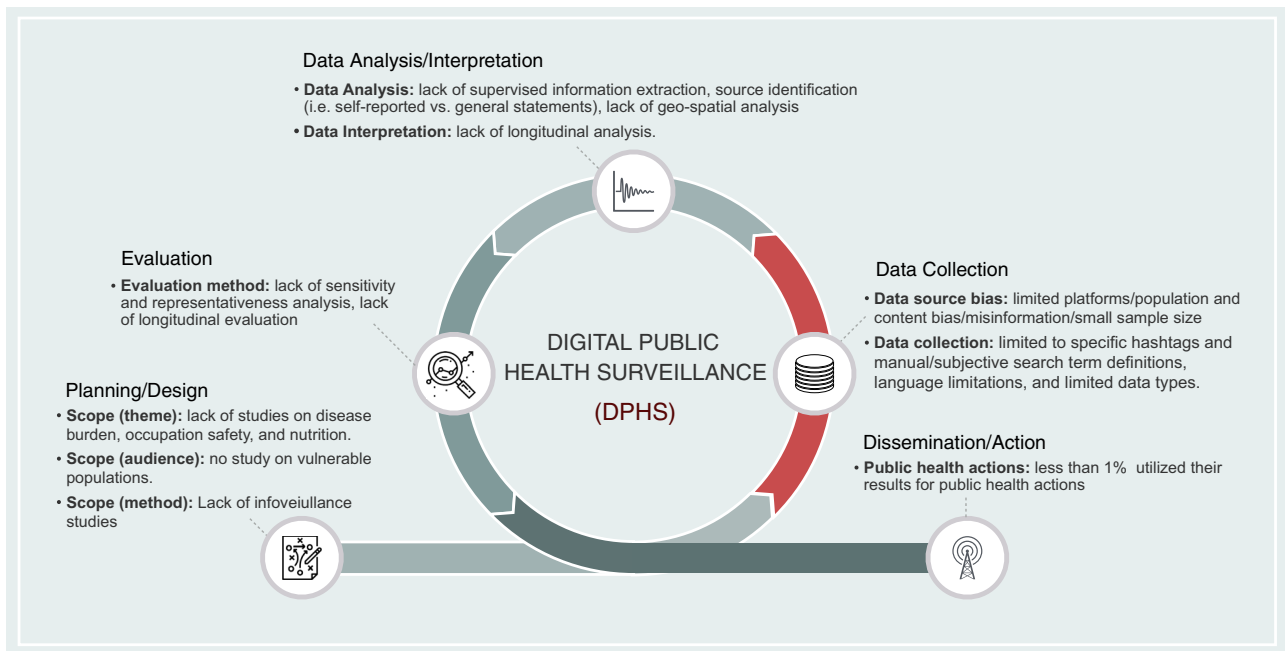 Data Analysis/Interpretation
• Data Analysis: lack of supervised information extraction, source identification
(i.e. self-reported vs. general statements), lack of geo-spatial analysis
• Data Interpretation: lack of longitudinal analysis.
Evaluation
• Evaluation method: lack of sensitivity
and representativeness analysis, lack
of longitudinal evaluation
Data Collection
• Data source bias: limited platforms/population and
content bias/misinformation/small sample size
• Data collection: limited to specific hashtags and
manual/subjective search term definitions,
language limitations, and limited data types.
DIGITAL PUBLIC
HEALTH SURVEILLANCE
(DPHS)
Planning/Design
• Scope (theme): lack of studies on disease
burden, occupation safety, and nutrition.
• Scope (audience): no study on vulnerable
populations.
• Scope (method): Lack of infoveiullance
studies
Dissemination/Action
• Public health actions: less than 1% utilized their
results for public health actions